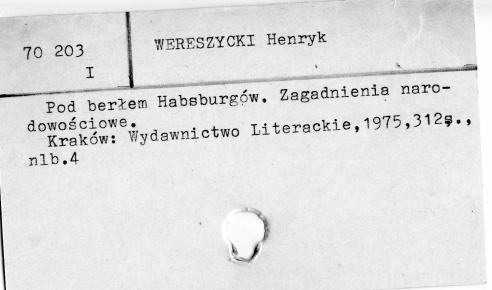 70 203
I
WERESZYCKI Henryk
Pod berłem Habsburgów. Zagadnienia naro-
dowościowe.
Kraków: Wydawnictwo Literackie,1975,312s.,
nlb.4